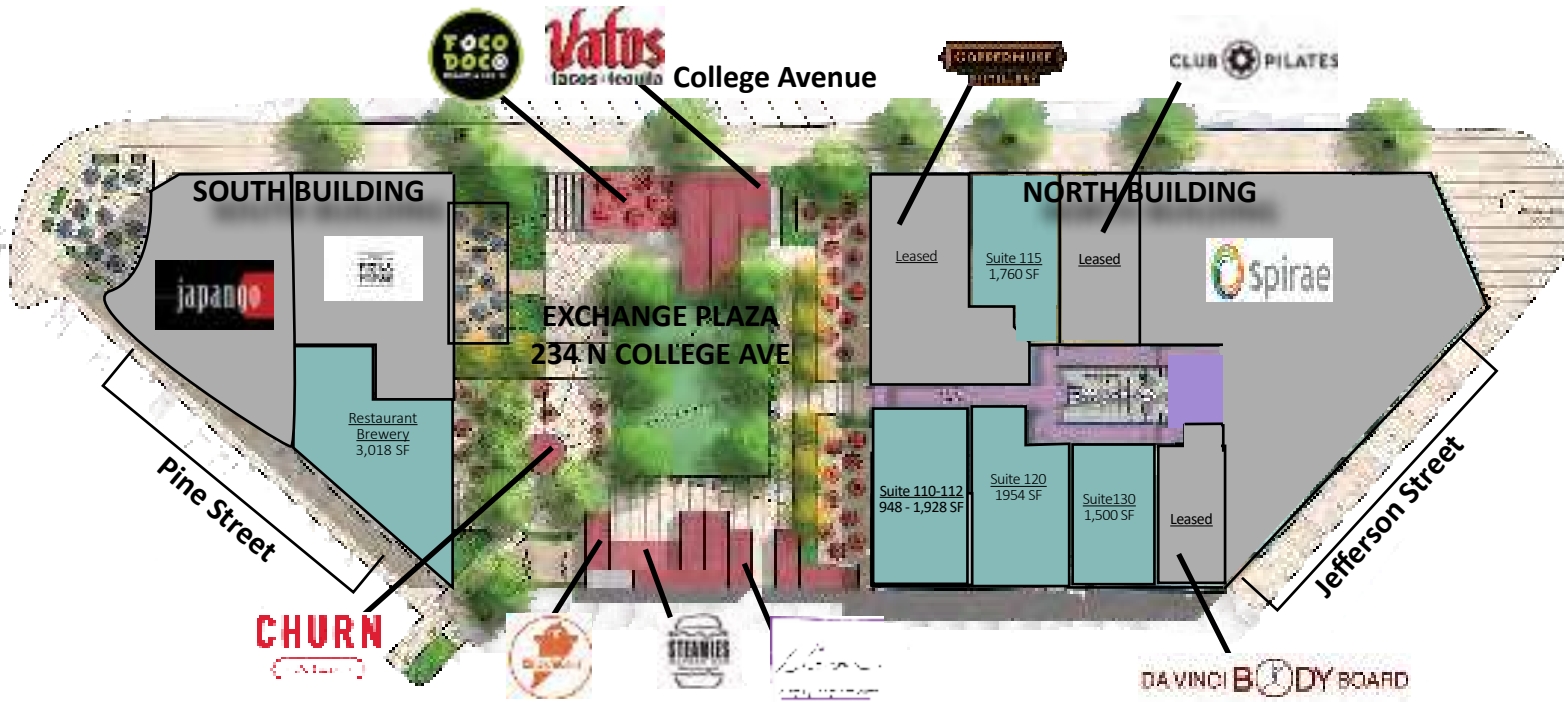 FOCO
DOCO
Vatos
tacos + tequila
College Avenue
CLUB PILATES
SOUTH BUILDING
NORTH BUILDING
japango
Leased
Suite 115
1,760 SF
Leased
Spirae
EXCHANGE PLAZA
234 N COLLEGE AVE
Restaurant
Brewery
3,018 SF
Suite 110-112
948 - 1,928 SF
Suite 120
1954 SF
Suite130
1,500 SF
Leased
Pine Street
Jefferson Street
CHURN
STEAMIES
DA VINCI BODY BOARD